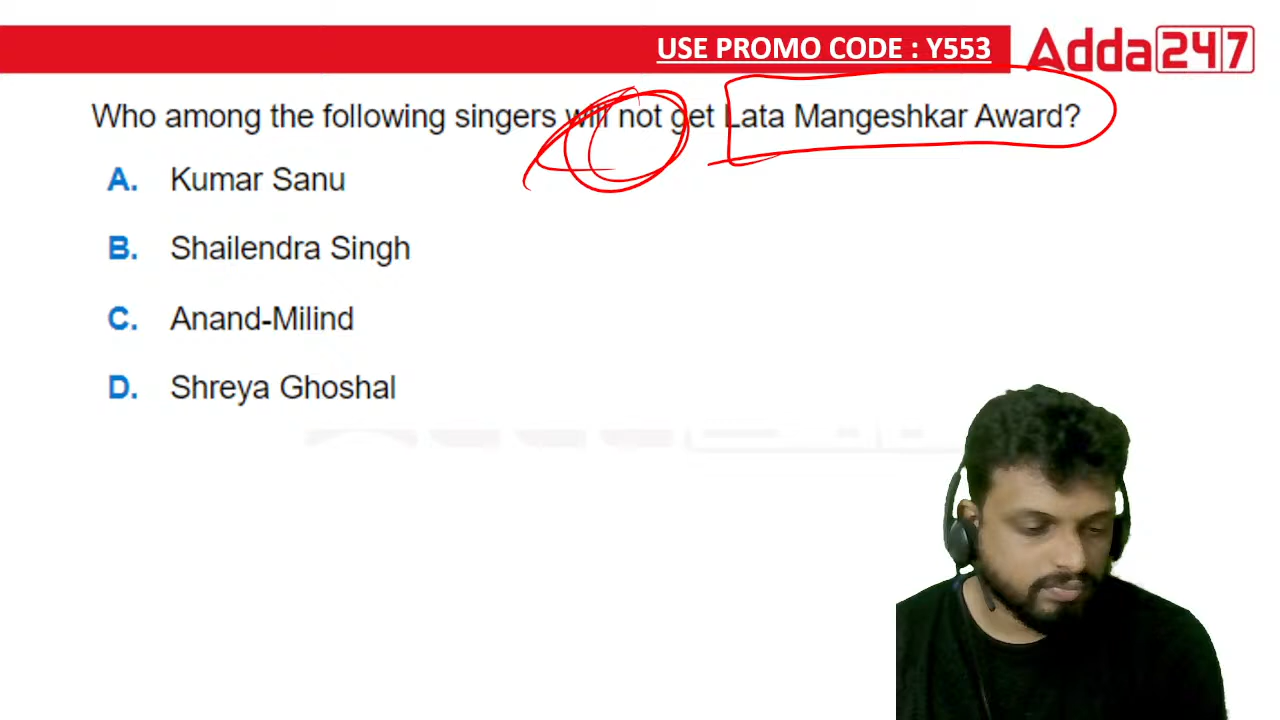 USE PROMO CODE : Y553
Adda247
Who among the following singers will not get Lata Mangeshkar Award?
A. Kumar Sanu
B. Shailendra Singh
C. Anand-Milind
D. Shreya Ghoshal